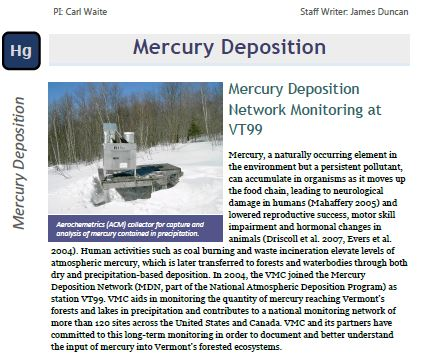 PI: Carl Waite
Staff Writer: James Duncan
Hg
Mercury Deposition
Mercury Deposition
Mercury Deposition
Network Monitoring at
VT99
Mercury, a naturally occurring element in
the environment but a persistent pollutant,
can accumulate in organisms as it moves up
the food chain, leading to neurological
damage in humans (Mahaffery 2005) and
lowered reproductive success, motor skill
impairment and hormonal changes in
animals (Driscoll et al. 2007, Evers et al.
Aerochemetrics (ACM) collector for capture and
analysis of mercury contained in precipitation.
2004). Human activities such as coal burning and waste incineration elevate levels of
atmospheric mercury, which is later transferred to forests and waterbodies through both
dry and precipitation-based deposition. In 2004, the VMC joined the Mercury
Deposition Network (MDN, part of the National Atmospheric Deposition Program) as
station VT99. VMC aids in monitoring the quantity of mercury reaching Vermont's
forests and lakes in precipitation and contributes to a national monitoring network of
more than 120 sites across the United States and Canada. VMC and its partners have
committed to this long-term monitoring in order to document and better understand
the input of mercury into Vermont's forested ecosystems.